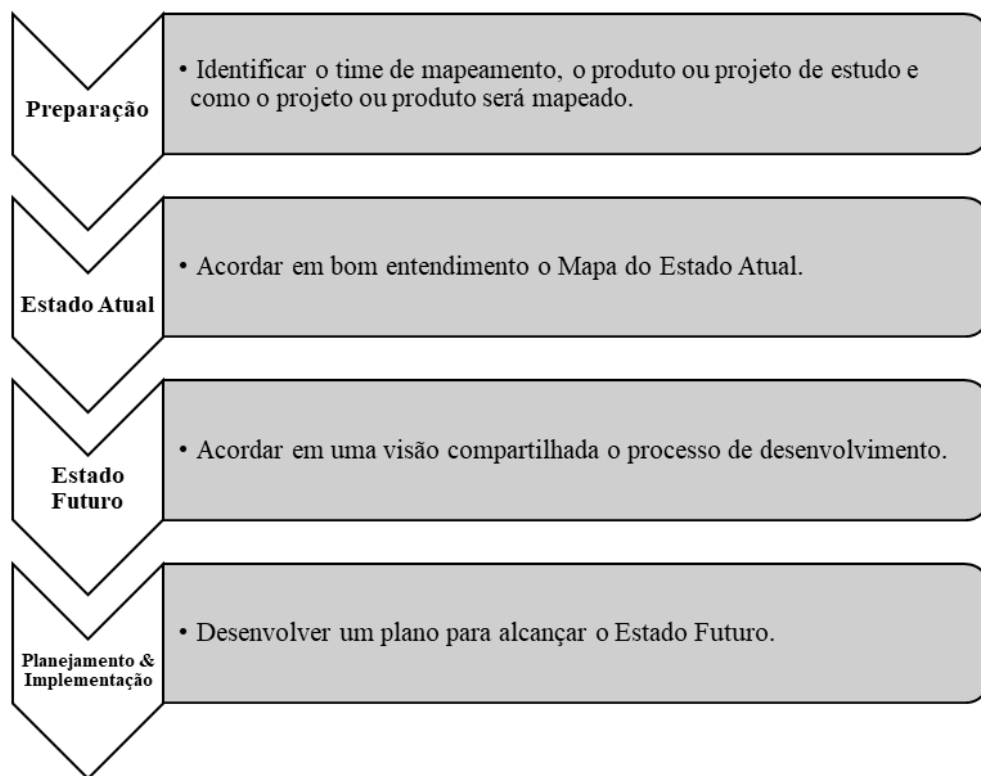 Preparação
• Identificar o time de mapeamento, o produto ou projeto de estudo e
como o projeto ou produto será mapeado.
Estado Atual
• Acordar em bom entendimento o Mapa do Estado Atual.
Estado
Futuro
• Acordar em uma visão compartilhada o processo de desenvolvimento.
Planejamento &
Implementação
• Desenvolver um plano para alcançar o Estado Futuro.